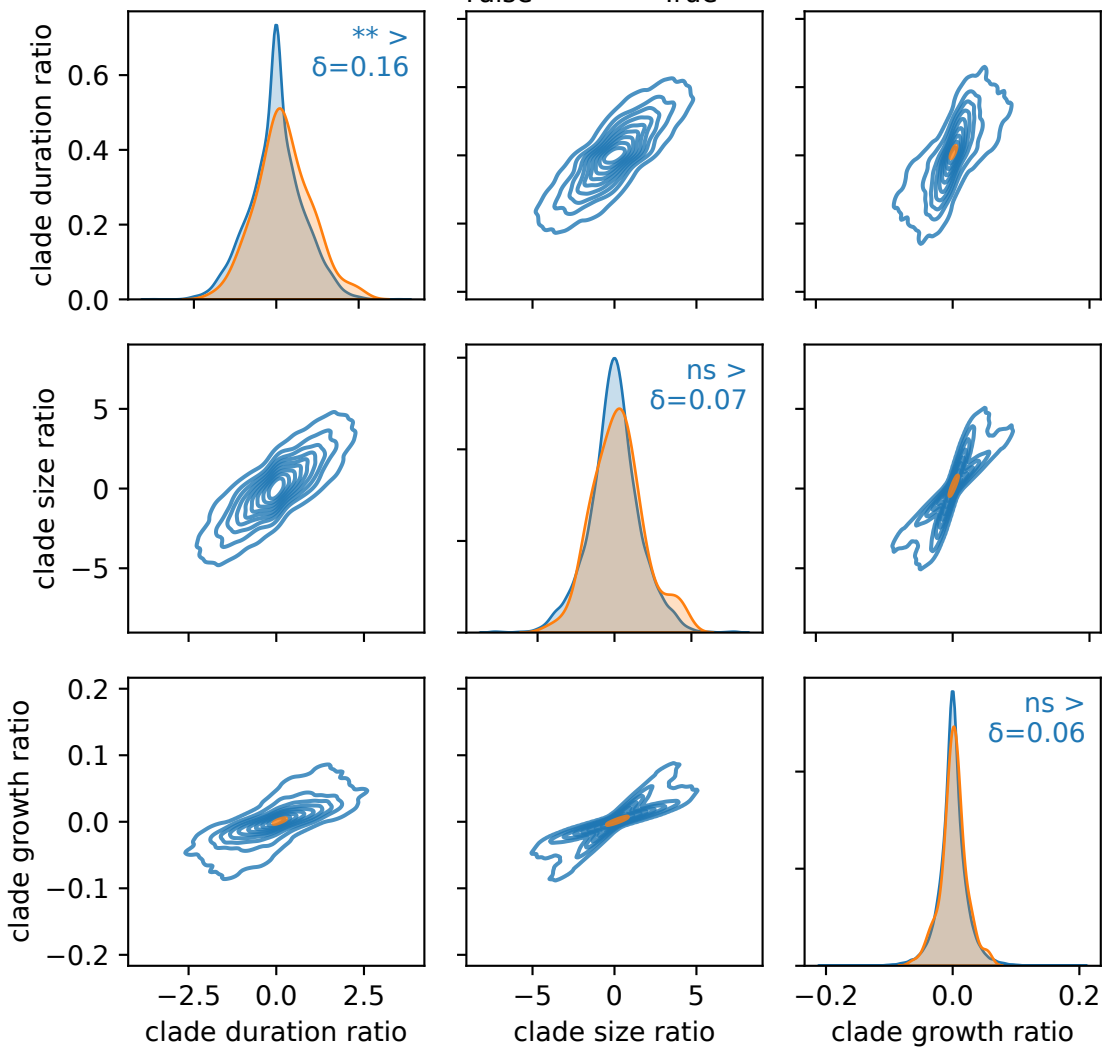 clade duration ratio
0.6
0.4
0.2
0.0
** >
δ=0.16
clade size ratio
5
0
−5
ns >
δ=0.07
clade growth ratio
0.2
0.1
0.0
−0.1
−0.2
ns >
δ=0.06
−2.5 0.0 2.5
clade duration ratio
−5 0 5
clade size ratio
−0.2 0.0 0.2
clade growth ratio